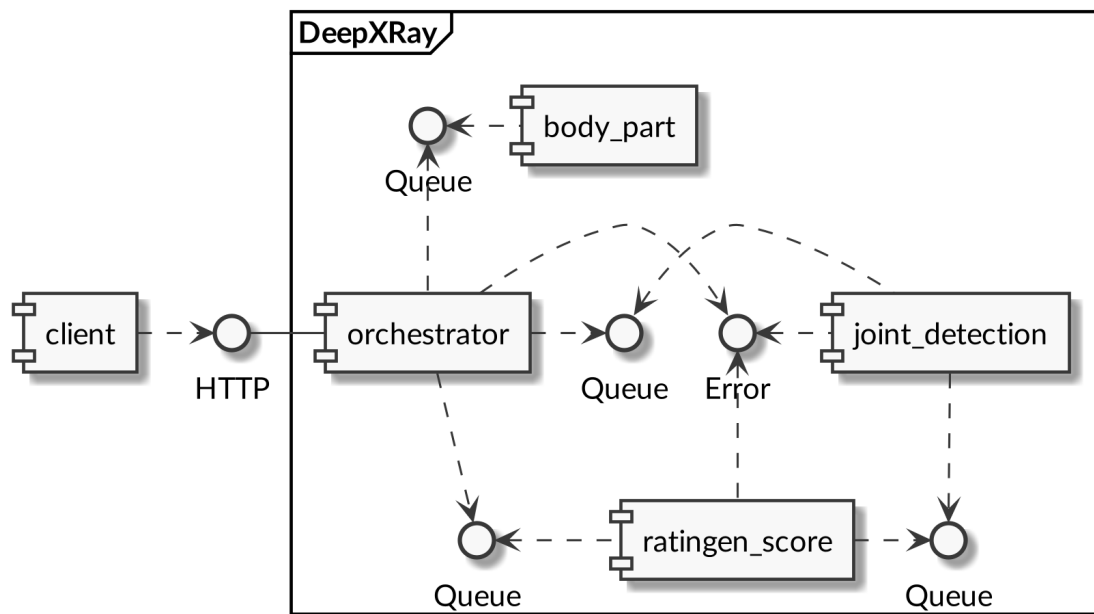 DeepXRay
body_part
Queue
client
HTTP
orchestrator
Queue
Error
joint_detection
ratingen_score
Queue
Queue